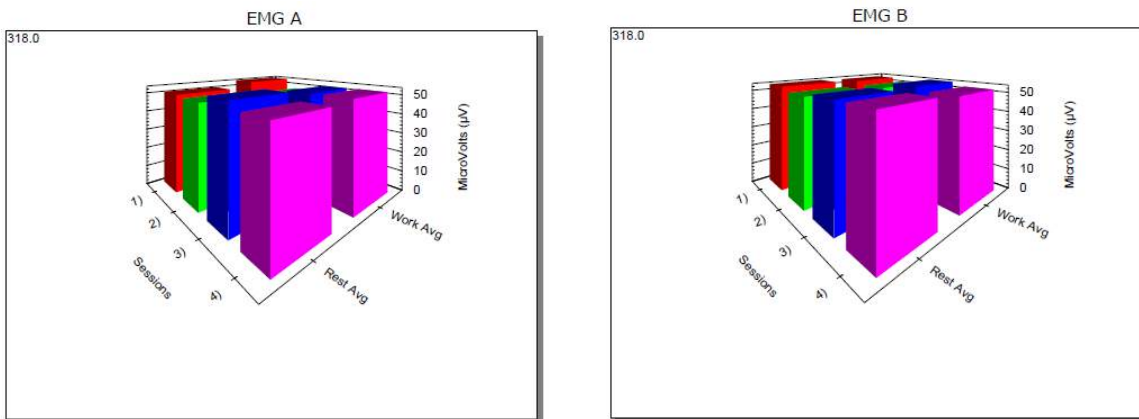 EMG A
318.0
50
40
30
20
10
0
MicroVolts (µV)
1)
2)
3)
4)
Sessions
Work Avg
Rest Avg
EMG B
318.0
50
40
30
20
10
0
MicroVolts (µV)
1)
2)
3)
4)
Sessions
Work Avg
Rest Avg